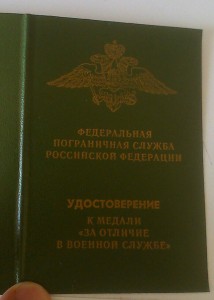 ФЕДЕРАЛЬНАЯ
ПОГРАНИЧНАЯ СЛУЖБА
РОССИЙСКОЙ ФЕДЕРАЦИИ
УДОСТОВЕРЕНИЕ
К МЕДАЛИ
«ЗА ОТЛИЧИЕ
В ВОЕННОЙ СЛУЖБЕ»